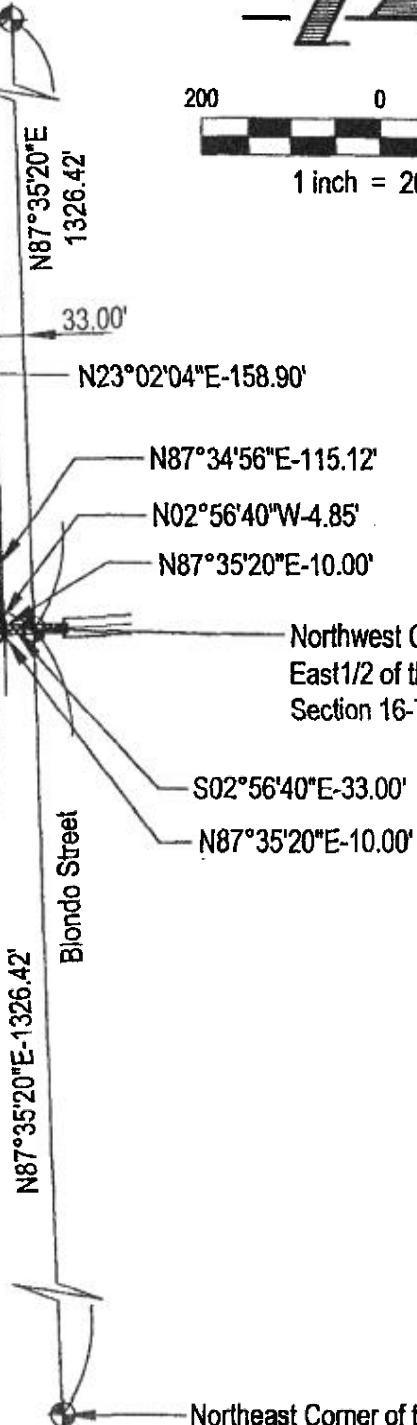 200 0
1 inch = 20
N87°35'20"E
1326.42'
33.00'
N23°02'04"E-158.90'
N87°34'56"E-115.12'
N02°56'40"W-4.85'
N87°35'20"E-10.00'
Northwest C
East1/2 of th
Section 16-
S02°56'40"E-33.00'
N87°35'20"E-10.00'
Blondo Street
N87°35'20"E-1326.42'
Northeast Corner of t